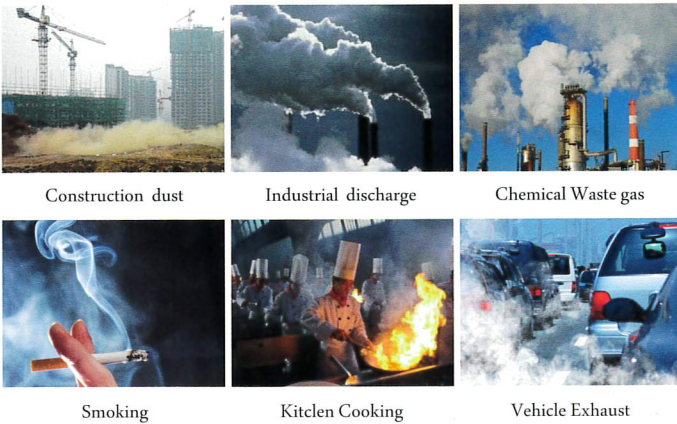 Construction dust
Industrial discharge
Chemical Waste gas
Smoking
Kitclen Cooking
Vehicle Exhaust